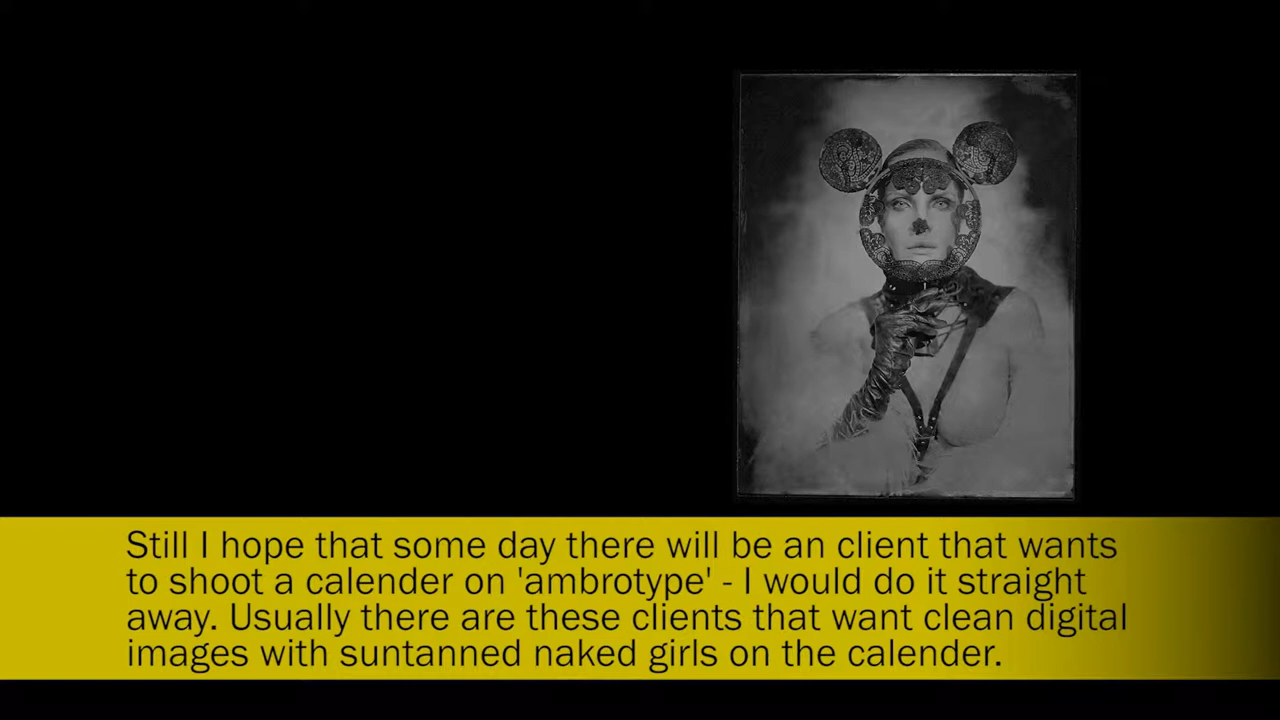 Still I hope that some day there will be an client that wants
to shoot a calender on 'ambrotype' - I would do it straight
away. Usually there are these clients that want clean digital
images with suntanned naked girls on the calender.